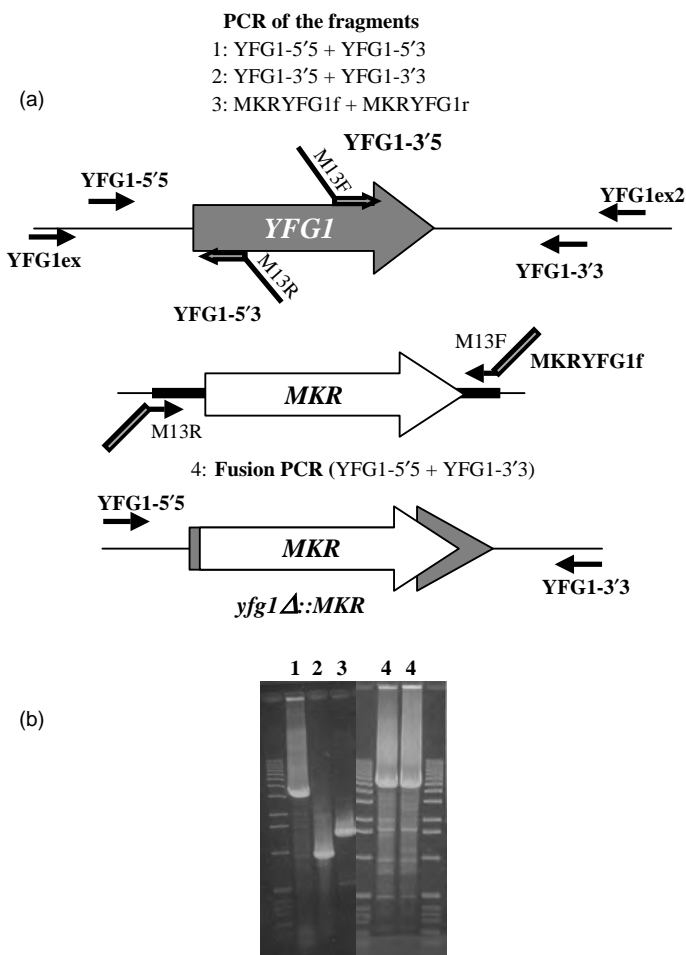 PCR of the fragments
1: YFG1-5′5 + YFG1-5′3
2: YFG1-3′5 + YFG1-3′3
3: MKRYFG1f + MKRYFG1r
(a)
YFG1-3′5
M13F
YFG1-5′5
YFG1ex2
YFG1
YFG1ex
YFG1-3′3
M13R
YFG1-5′3
M13F
MKRYFG1f
MKR
M13R
4: Fusion PCR (YFG1-5′5 + YFG1-3′3)
YFG1-5′5
MKR
YFG1-3′3
yfg1Δ::MKR
1 2 3 4 4
(b)